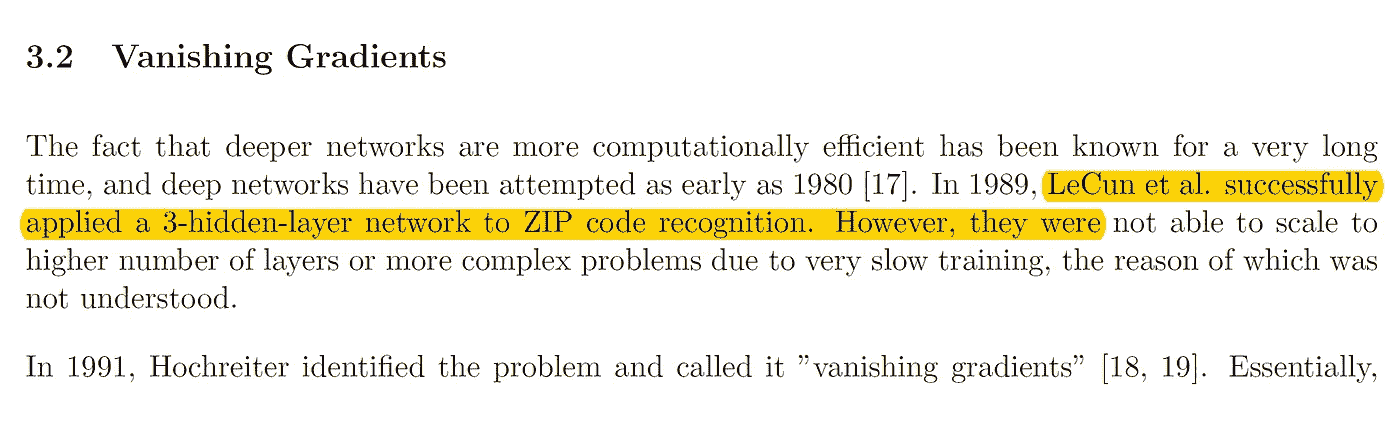 3.2 Vanishing Gradients
The fact that deeper networks are more computationally efficient has been known for a very long
time, and deep networks have been attempted as early as 1980 [17]. In 1989, LeCun et al. successfully
applied a 3-hidden-layer network to ZIP code recognition. However, they were not able to scale to
higher number of layers or more complex problems due to very slow training, the reason of which was
not understood.
In 1991, Hochreiter identified the problem and called it ”vanishing gradients” [18, 19]. Essentially,